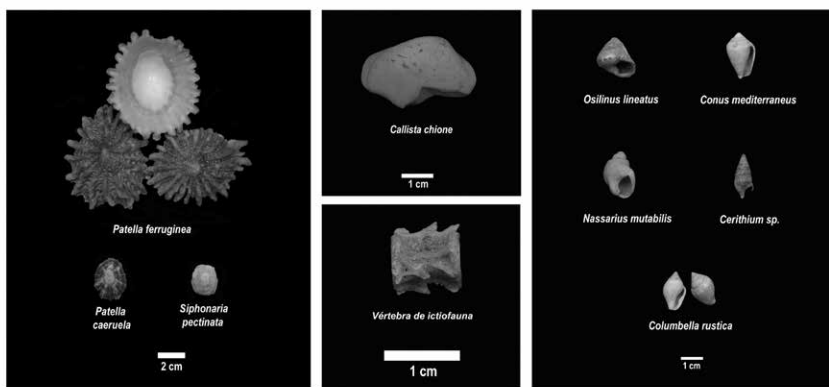 Patella ferruginea
Patella
caeruela
Siphonaria
pectinata
2 cm
Callista chione
1 cm
Vértebra de ictiofauna
1 cm
Osilinus lineatus
Conus mediterraneus
Nassarius mutabilis
Cerithium sp.
Columbella rustica
1 cm